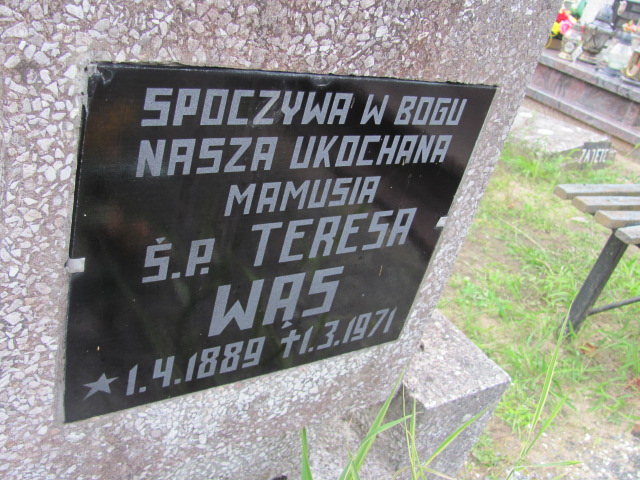 SPOCZYWA W BOGU
NASZA UKOCHANA
MAMUSIA
Ś.P. TERESA
WĄS
★1.4.1889 †1.3.1971